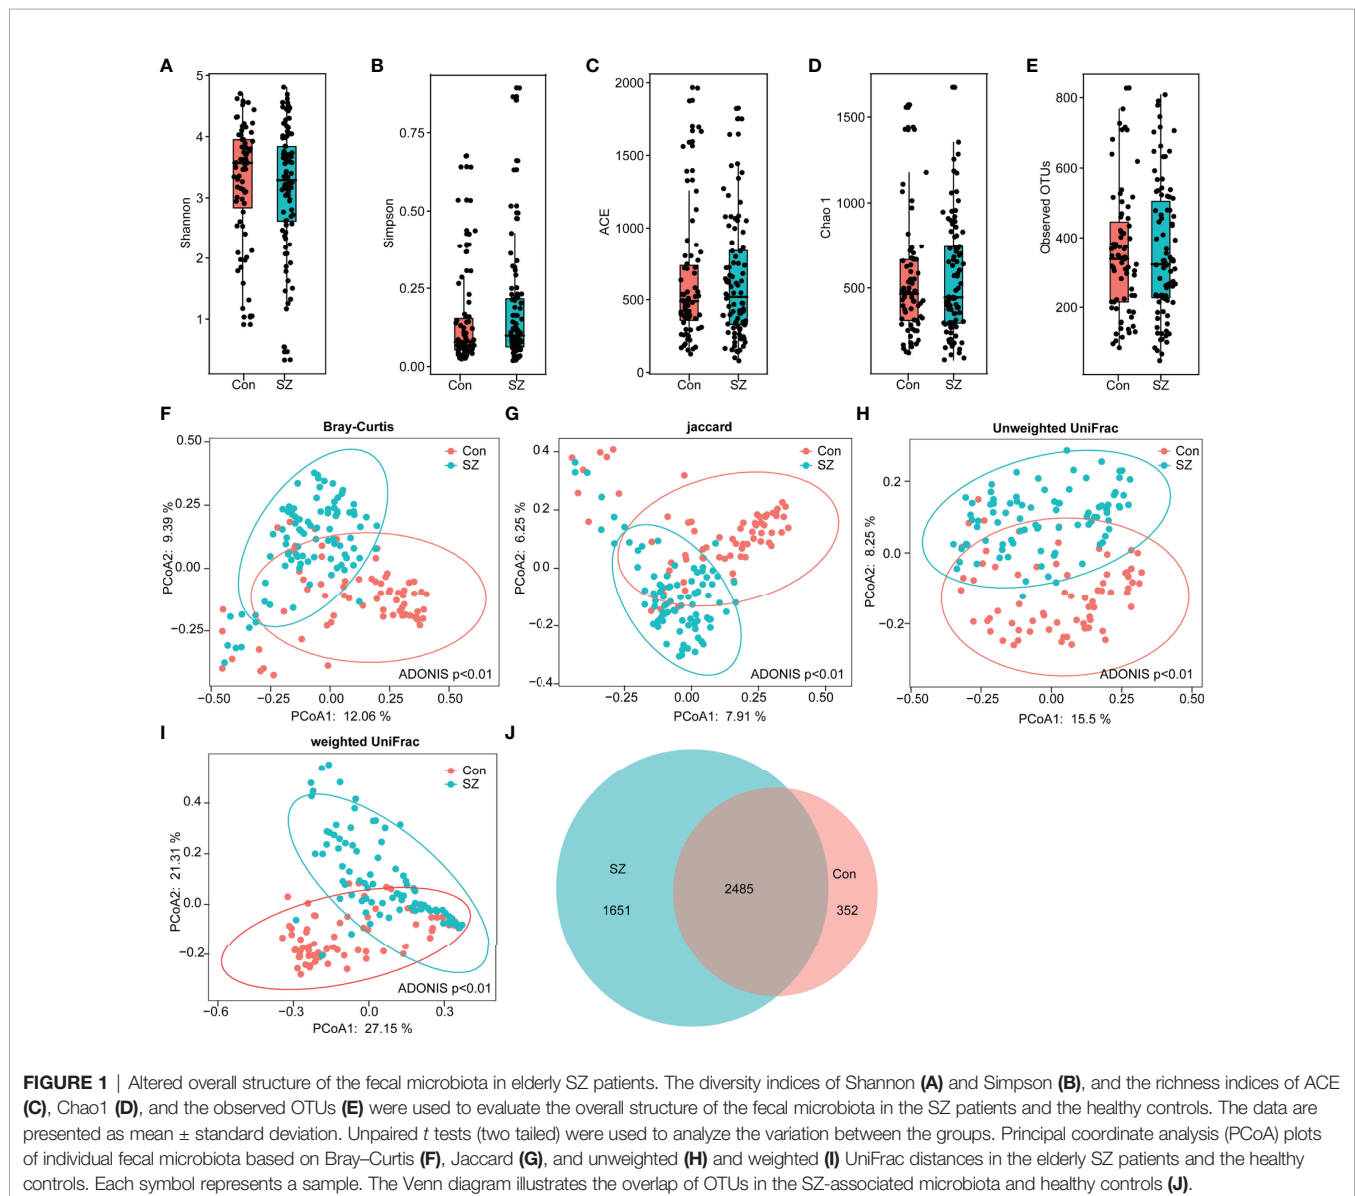 A
B
C
D
E
5
4
3
2
1
Shannon
Con
SZ
0.75
0.50
0.25
0.00
Simpson
Con
SZ
2000
1500
1000
500
0
ACE
Con
SZ
1500
1000
500
Chao 1
Con
SZ
800
600
400
200
Observed OTUs
Con
SZ
F
Bray-Curtis
0.50
0.25
0.00
−0.25
PCoA2: 9.39 %
Con
SZ
ADONIS p<0.01
−0.50
−0.25
0.00
0.25
0.50
PCoA1: 12.06 %
G
jaccard
0.4
0.2
0.0
−0.2
−0.4
PCoA2: 6.25 %
Con
SZ
ADONIS p<0.01
−0.25
0.00
0.25
0.50
PCoA1: 7.91 %
H
Unweighted UniFrac
0.2
0.0
−0.2
PCoA2: 8.25 %
Con
SZ
ADONIS p<0.01
−0.50
−0.25
0.00
0.25
0.50
PCoA1: 15.5 %
I
weighted UniFrac
0.4
0.2
0.0
−0.2
PCoA2: 21.31 %
Con
SZ
ADONIS p<0.01
−0.6
−0.3
0.0
0.3
PCoA1: 27.15 %
J
SZ
1651
2485
Con
352
FIGURE 1 | Altered overall structure of the fecal microbiota in elderly SZ patients. The diversity indices of Shannon (A) and Simpson (B), and the richness indices of ACE
(C), Chao1 (D), and the observed OTUs (E) were used to evaluate the overall structure of the fecal microbiota in the SZ patients and the healthy controls. The data are
presented as mean ± standard deviation. Unpaired t tests (two tailed) were used to analyze the variation between the groups. Principal coordinate analysis (PCoA) plots
of individual fecal microbiota based on Bray–Curtis (F), Jaccard (G), and unweighted (H) and weighted (I) UniFrac distances in the elderly SZ patients and the healthy
controls. Each symbol represents a sample. The Venn diagram illustrates the overlap of OTUs in the SZ-associated microbiota and healthy controls (J).